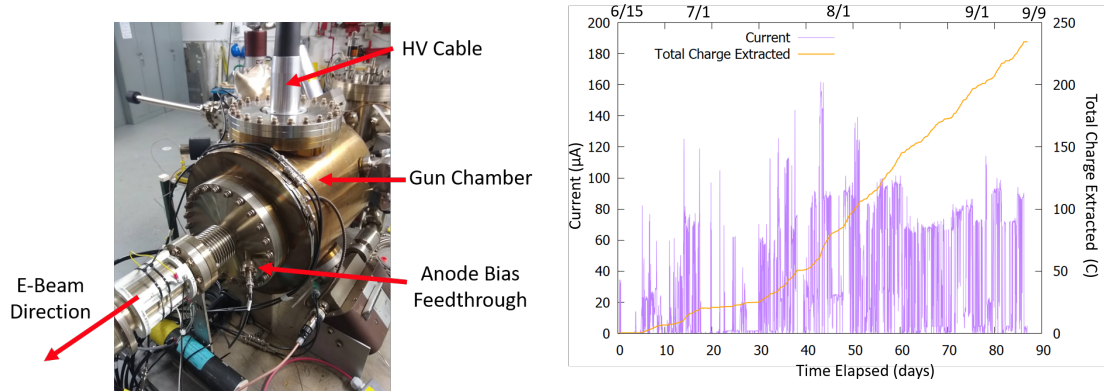 HV Cable
Gun Chamber
Anode Bias
Feedthrough
E-Beam
Direction
6/15
7/1
8/1
9/1
9/9
Current
Total Charge Extracted
200
180
160
140
120
100
80
60
40
20
0
Current (µA)
250
200
150
100
50
0
Total Charge Extracted (C)
0
10
20
30
40
50
60
70
80
90
Time Elapsed (days)